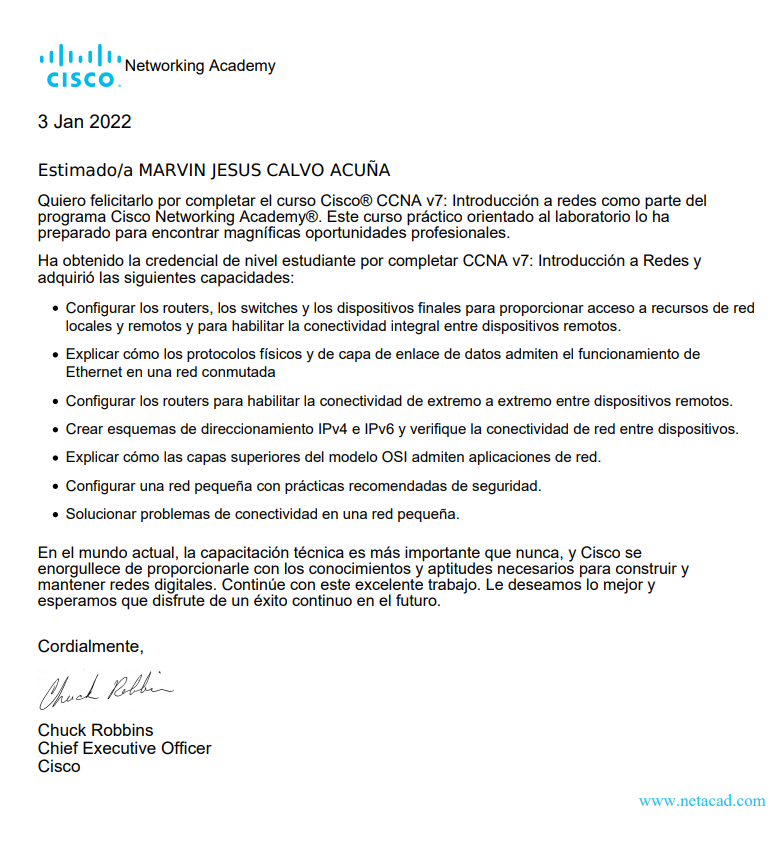 CISCO Networking Academy
3 Jan 2022
Estimado/a MARVIN JESUS CALVO ACUÑA
Quiero felicitarlo por completar el curso Cisco® CCNA v7: Introducción a redes como parte del
programa Cisco Networking Academy®. Este curso práctico orientado al laboratorio lo ha
preparado para encontrar magníficas oportunidades profesionales.
Ha obtenido la credencial de nivel estudiante por completar CCNA v7: Introducción a Redes y
adquirió las siguientes capacidades:
• Configurar los routers, los switches y los dispositivos finales para proporcionar acceso a recursos de red
locales y remotos y para habilitar la conectividad integral entre dispositivos remotos.
• Explicar cómo los protocolos físicos y de capa de enlace de datos admiten el funcionamiento de
Ethernet en una red conmutada
• Configurar los routers para habilitar la conectividad de extremo a extremo entre dispositivos remotos.
• Crear esquemas de direccionamiento IPv4 e IPv6 y verifique la conectividad de red entre dispositivos.
• Explicar cómo las capas superiores del modelo OSI admiten aplicaciones de red.
• Configurar una red pequeña con prácticas recomendadas de seguridad.
• Solucionar problemas de conectividad en una red pequeña.
En el mundo actual, la capacitación técnica es más importante que nunca, y Cisco se
enorgullece de proporcionarle con los conocimientos y aptitudes necesarios para construir y
mantener redes digitales. Continúe con este excelente trabajo. Le deseamos lo mejor y
esperamos que disfrute de un éxito continuo en el futuro.
Cordialmente,
Chuck Robbins
Chuck Robbins
Chief Executive Officer
Cisco
www.netacad.com